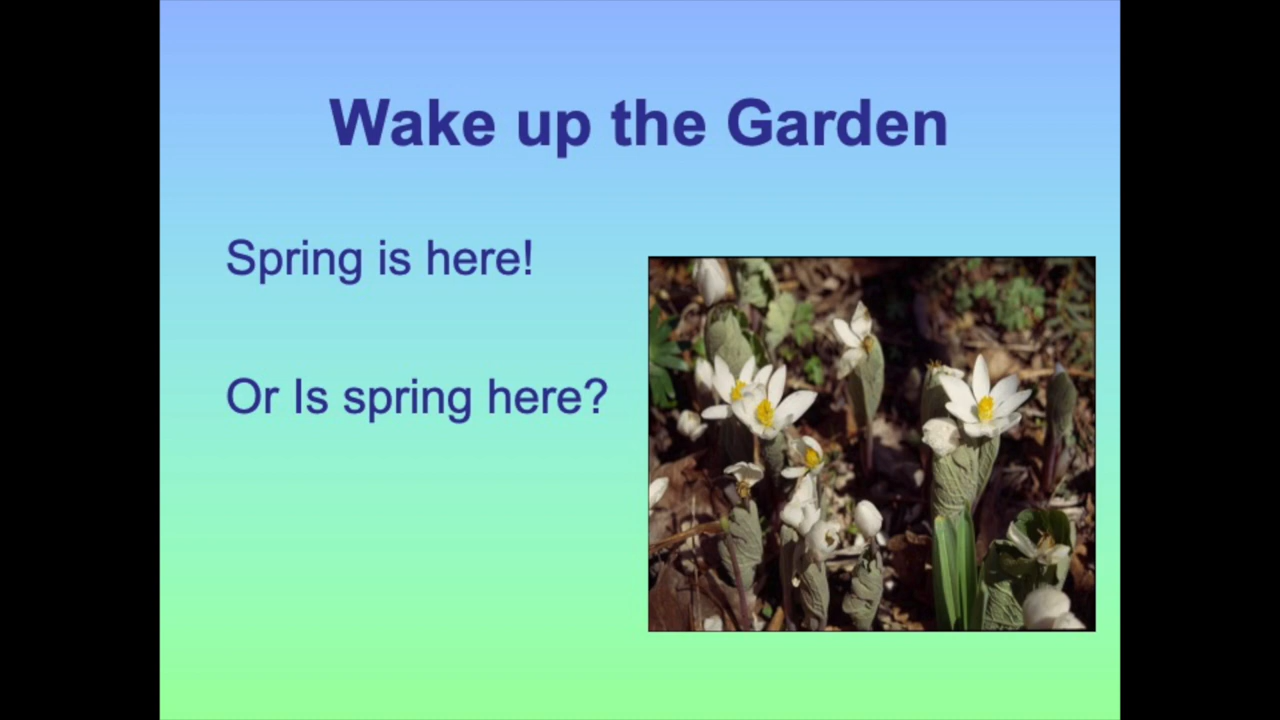 Wake up the Garden
Spring is here!
Or Is spring here?